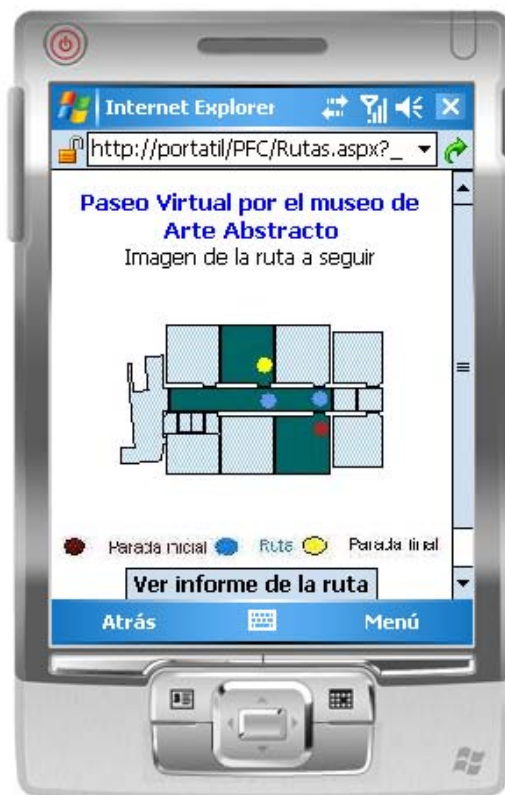 Internet Explorer
http://portatil/PFC/Rutas.aspx?_
Paseo Virtual por el museo de
Arte Abstracto
Imagen de la ruta a seguir
Parada inicial Ruta Parada final
Ver informe de la ruta
Atrás Menú